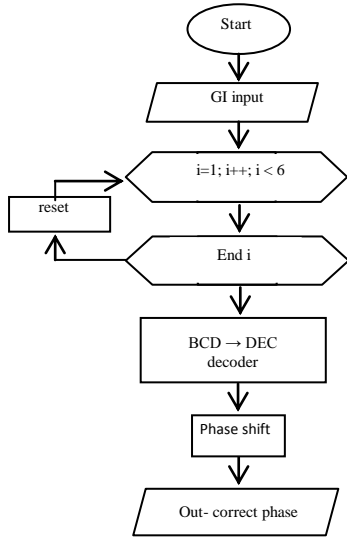 Start
GI input
i=1; i++; i < 6
reset
End i
BCD → DEC
decoder
Phase shift
Out- correct phase